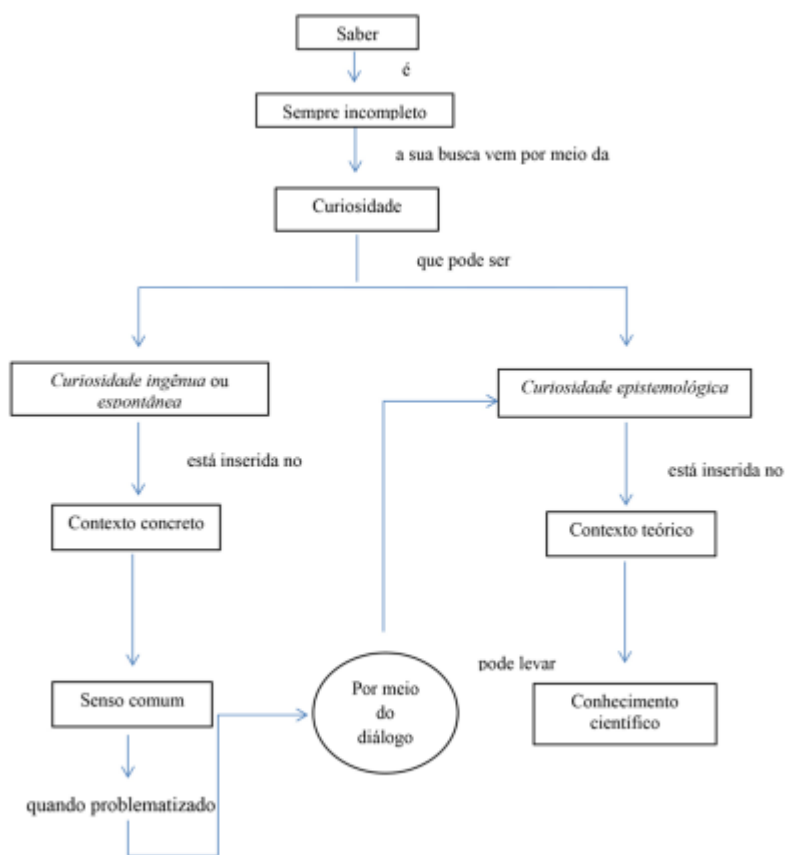 Saber
é
Sempre incompleto
a sua busca vem por meio da
Curiosidade
que pode ser
Curiosidade ingênua ou
espontânea
Curiosidade epistemológica
está inserida no
está inserida no
Contexto concreto
Contexto teórico
Senso comum
quando problematizado
Por meio
do
diálogo
pode levar
Conhecimento
científico